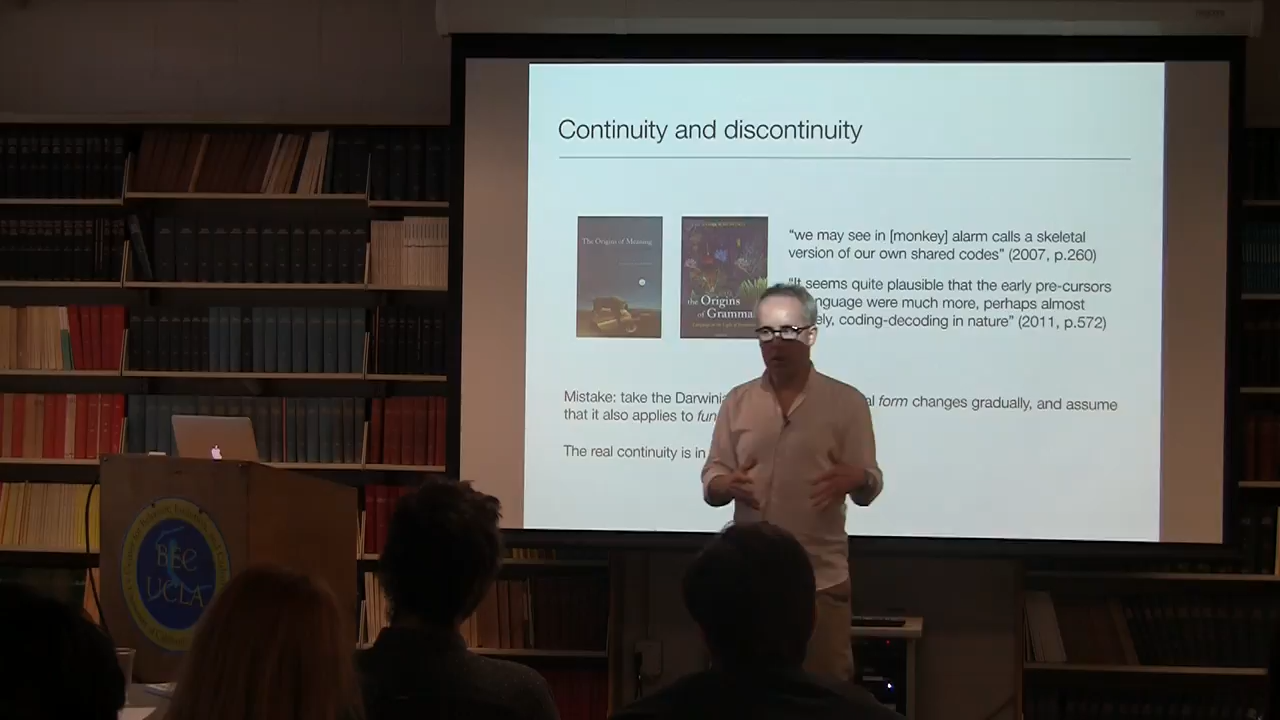 Continuity and discontinuity
The Origins of Meaning
the Origins
of Gramma
“we may see in [monkey] alarm calls a skeletal
version of our own shared codes” (2007, p.260)
“It seems quite plausible that the early pre-cursors
nguage were much more, perhaps almost
ely, coding-decoding in nature” (2011, p.572)
Mistake: take the Darwini al form changes gradually, and assume
that it also applies to fun
The real continuity is in
BEC
UCLA